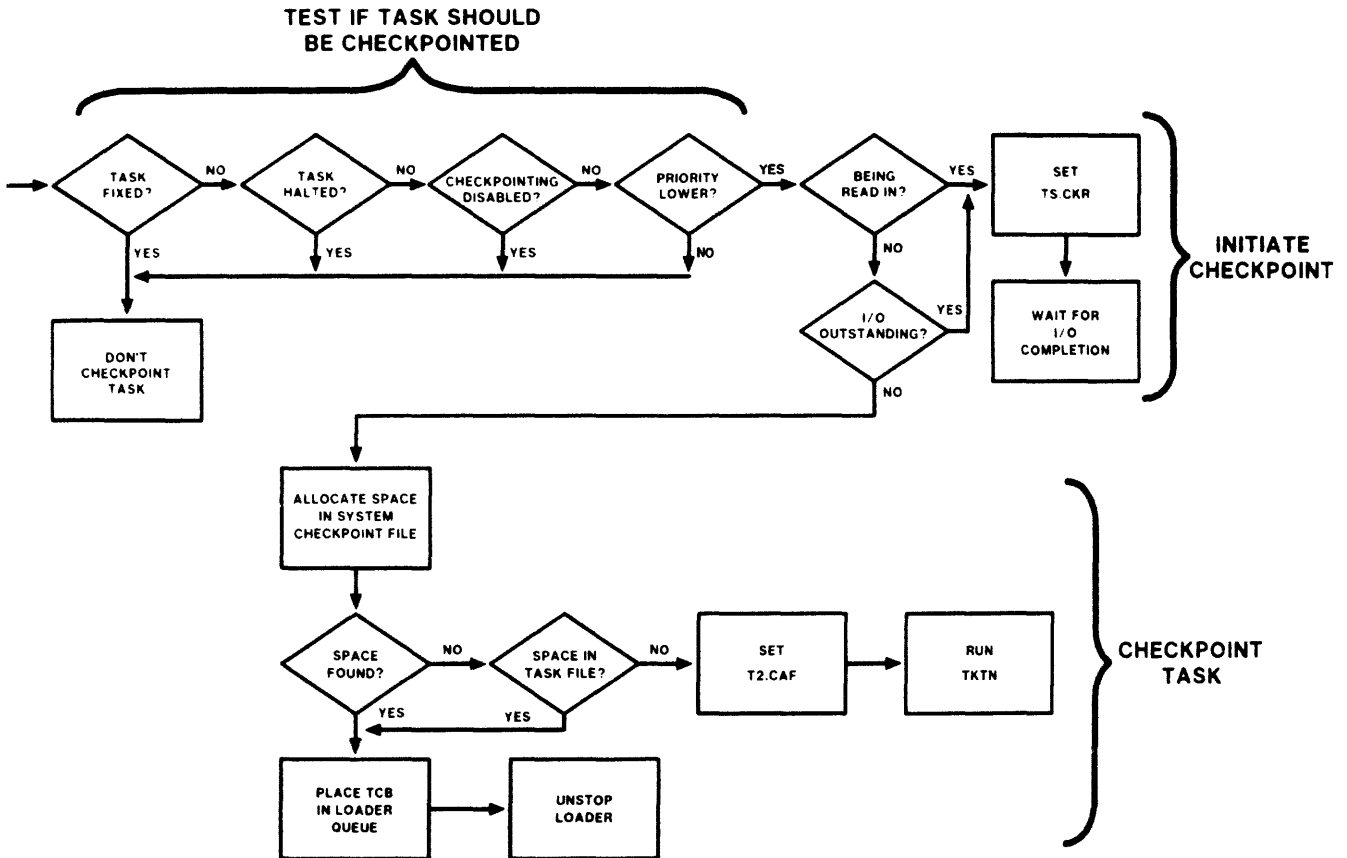 TEST IF TASK SHOULD
BE CHECKPOINTED
TASK
FIXED?
NO
TASK
HALTED?
NO
CHECKPOINTING
DISABLED?
NO
PRIORITY
LOWER?
YES
BEING
READ IN?
YES
SET
TS.CKR
YES
YES
YES
NO
NO
INITIATE
CHECKPOINT
DON'T
CHECKPOINT
TASK
I/O
OUTSTANDING?
YES
WAIT FOR
I/O
COMPLETION
NO
ALLOCATE SPACE
IN SYSTEM
CHECKPOINT FILE
SPACE
FOUND?
NO
SPACE IN
TASK FILE?
NO
SET
T2.CAF
RUN
TKTN
CHECKPOINT
TASK
YES
YES
PLACE TCB
IN LOADER
QUEUE
UNSTOP
LOADER